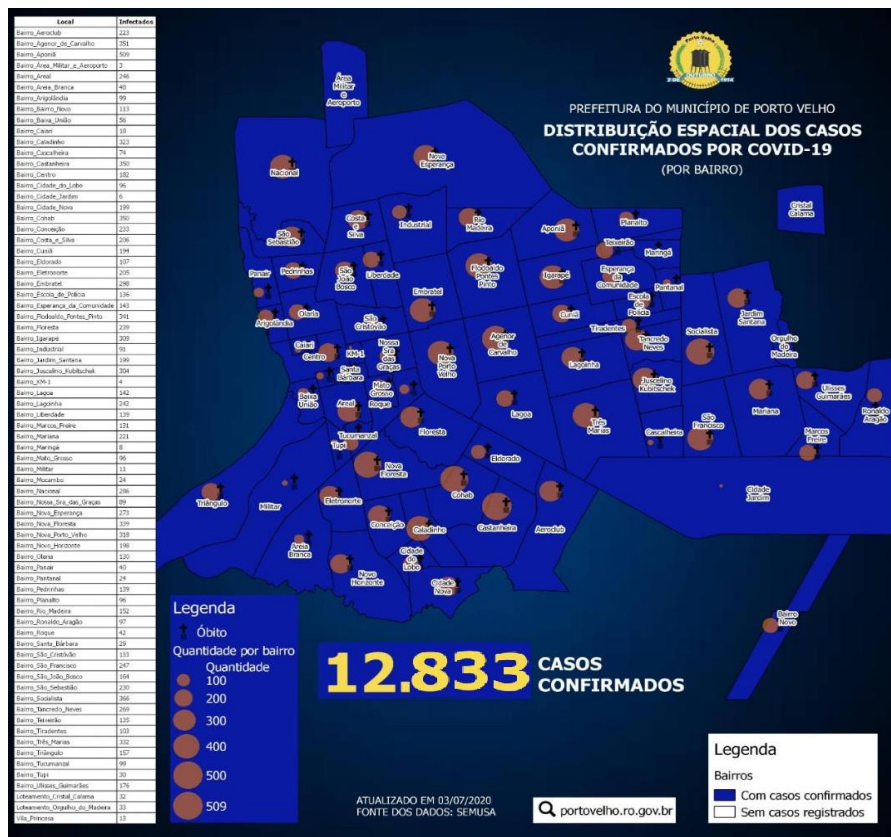 Local Infectados
Bairro_Aeroclub 223
Bairro_Agenor_de_Carvalho 351
Bairro_Aponiã 509
Bairro_Área_Militar_e_Aeroporto 3
Bairro_Areal 246
Bairro_Areia_Branca 48
Bairro_Arigolândia 99
Bairro_Bairro_Novo 113
Bairro_Baixa_União 56
Bairro_Caiari 18
Bairro_Caladinho 323
Bairro_Cascalheira 74
Bairro_Castanheira 350
Bairro_Centro 182
Bairro_Cidade_do_Lobo 96
Bairro_Cidade_Jardim 6
Bairro_Cidade_Nova 199
Bairro_Cohab 350
Bairro_Conceição 233
Bairro_Costa_e_Silva 206
Bairro_Cuniã 194
Bairro_Eldorado 107
Bairro_Eletronorte 205
Bairro_Embratel 298
Bairro_Escola_de_Polícia 136
Bairro_Esperança_da_Comunidade 143
Bairro_Flodoaldo_Pontes_Pinto 341
Bairro_Floresta 239
Bairro_Igarapé 309
Bairro_Industrial 91
Bairro_Jardim_Santana 199
Bairro_Juscelino_Kubitschek 304
Bairro_KM-1 4
Bairro_Lagoa 142
Bairro_Lagoinha 242
Bairro_Liberdade 139
Bairro_Marcos_Freire 131
Bairro_Mariana 221
Bairro_Maringá 8
Bairro_Mato_Grosso 96
Bairro_Militar 11
Bairro_Mocambo 24
Bairro_Nacional 206
Bairro_Nossa_Sra_das_Graças 89
Bairro_Nova_Esperança 273
Bairro_Nova_Floresta 339
Bairro_Nova_Porto_Velho 318
Bairro_Novo_Horizonte 198
Bairro_Olaria 130
Bairro_Panair 40
Bairro_Pantanal 24
Bairro_Pedrinhas 139
Bairro_Planalto 96
Bairro_Rio_Madeira 152
Bairro_Ronaldo_Aragão 97
Bairro_Roque 42
Bairro_Santa_Bárbara 29
Bairro_São_Cristóvão 133
Bairro_São_Francisco 247
Bairro_São_João_Bosco 164
Bairro_São_Sebastião 230
Bairro_Socialista 366
Bairro_Tancredo_Neves 269
Bairro_Teixeirão 135
Bairro_Tiradentes 103
Bairro_Três_Marias 332
Bairro_Triângulo 157
Bairro_Tucumanzal 99
Bairro_Tupi 30
Bairro_Ulisses_Guimarães 176
Loteamento_Cristal_Calama 32
Loteamento_Orgulho_do_Madeira 33
Vila_Princesa 13
Porto Velho
2 DE OUTUBRO 1914
PREFEITURA DO MUNICÍPIO DE PORTO VELHO
DISTRIBUIÇÃO ESPACIAL DOS CASOS
CONFIRMADOS POR COVID-19
(POR BAIRRO)
Área
Militar
e
Aeroporto
Nacional
Nova
Esperança
Cristal
Calama
São
Sebastião
Costa
e
Silva
Industrial
Rio
Madeira
Aponiã
Planalto
Teixeirão
Maringá
Panair
Pedrinhas
São
João
Bosco
Liberdade
Embratel
Flodoaldo
Pontes
Pinto
Igarape
Esperança
da
Comunidade
Pantanal
Escola
de
Polícia
Jardim
Santana
Arigolândia
Olaria
São
Cristovão
Cuniã
Tiradentes
Tancredo
Neves
Socialista
Orgulho
do
Madeira
Caiari
Centro
KM-1
Nossa
Sra
das
Graças
Nova
Porto
Velho
Agenor
de
Carvalho
Lagoinha
Santa
Bárbara
Baixa
União
Mato
Grosso
Roque
Juscelino
Kubitschek
Mariana
Ulisses
Guimarães
Ronaldo
Aragão
Areal
Tucumanzal
Tupi
Floresta
Lagoa
Três
Marias
Cascalheira
São
Francisco
Marcos
Freire
Triângulo
Militar
Nova
Floresta
Eldorado
Eletronorte
Cohab
Conceição
Caladinho
Castanheira
Aeroclub
Cidade
Jardim
Areia
Branca
Novo
Horizonte
Cidade
do
Lobo
Cidade
Nova
Bairro
Novo
Legenda
Óbito
Quantidade por bairro
Quantidade
100
200
300
400
500
509
12.833 CASOS
CONFIRMADOS
ATUALIZADO EM 03/07/2020
FONTE DOS DADOS: SEMUSA
portovelho.ro.gov.br
Legenda
Bairros
Com casos confirmados
Sem casos registrados